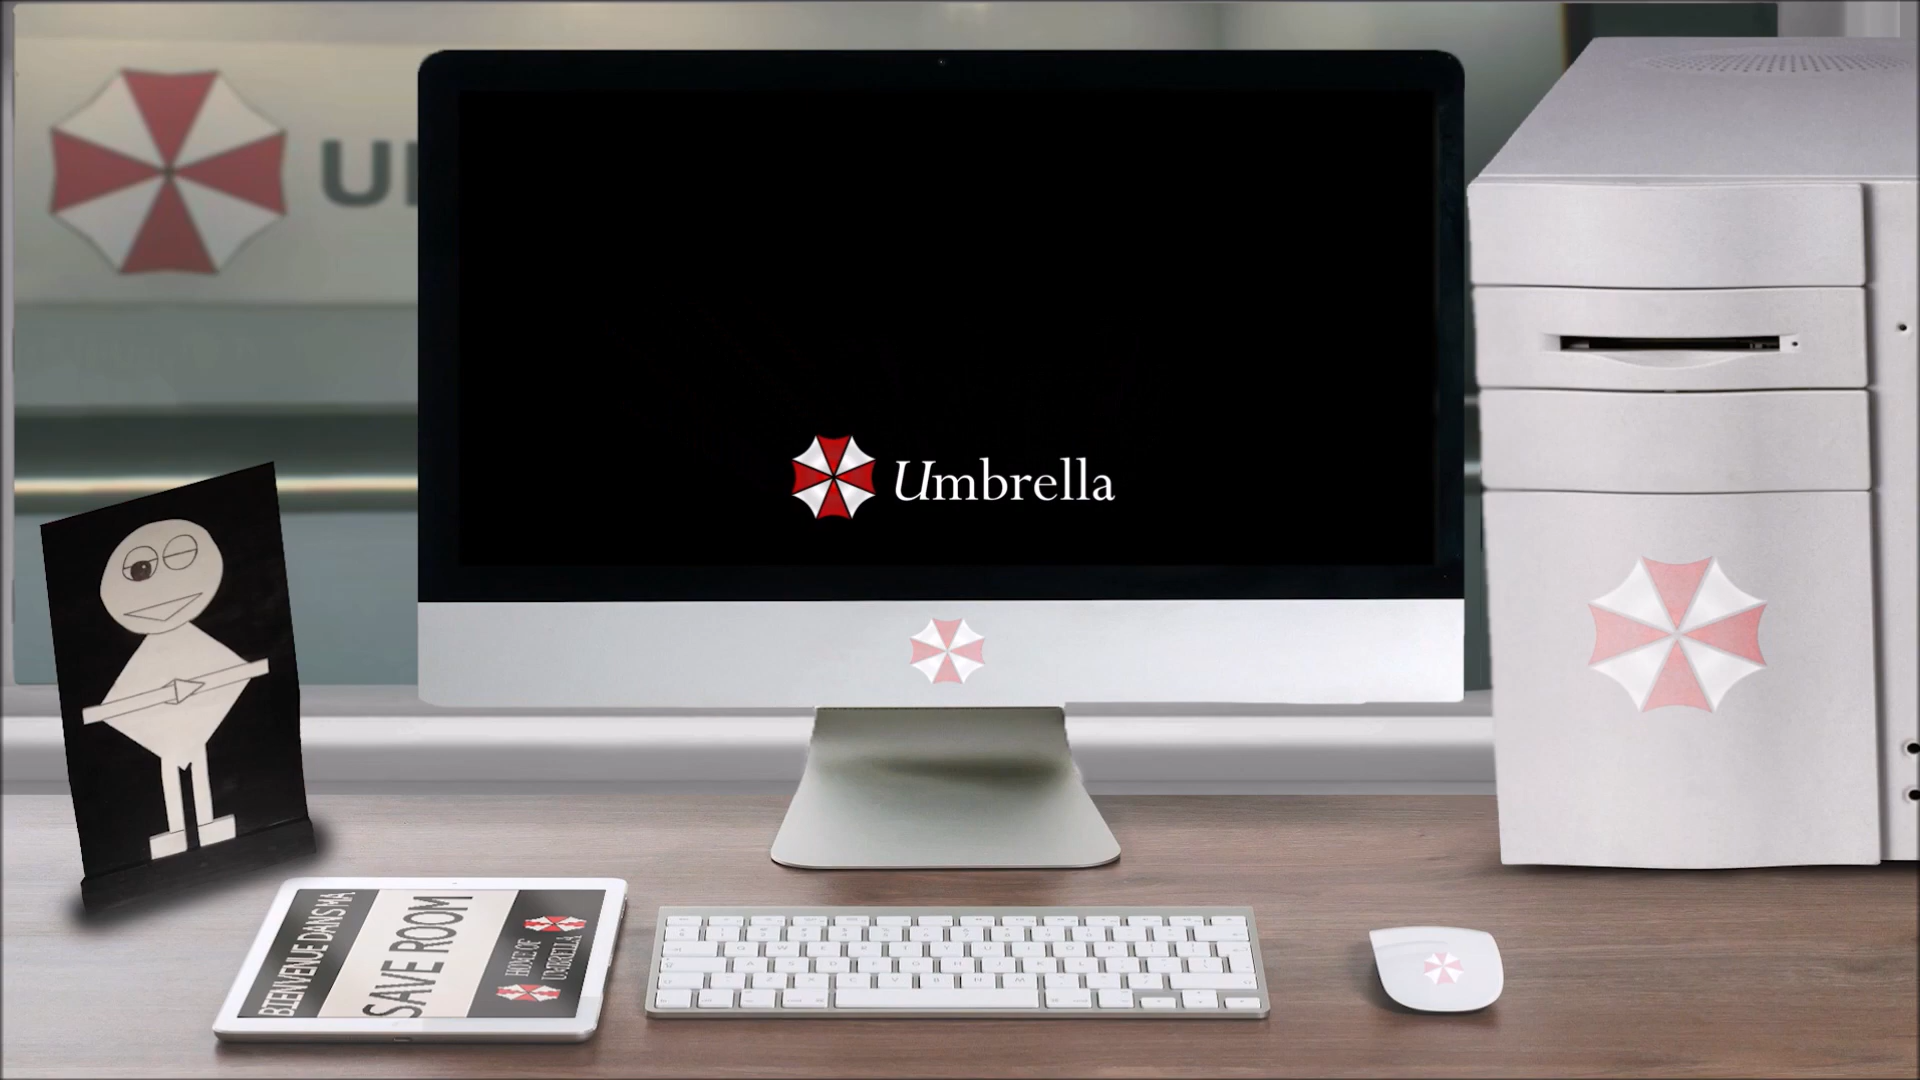 Umbrella
BIENVENUE DANS MA
SAVE ROOM
HOME OF
UMBRELLA